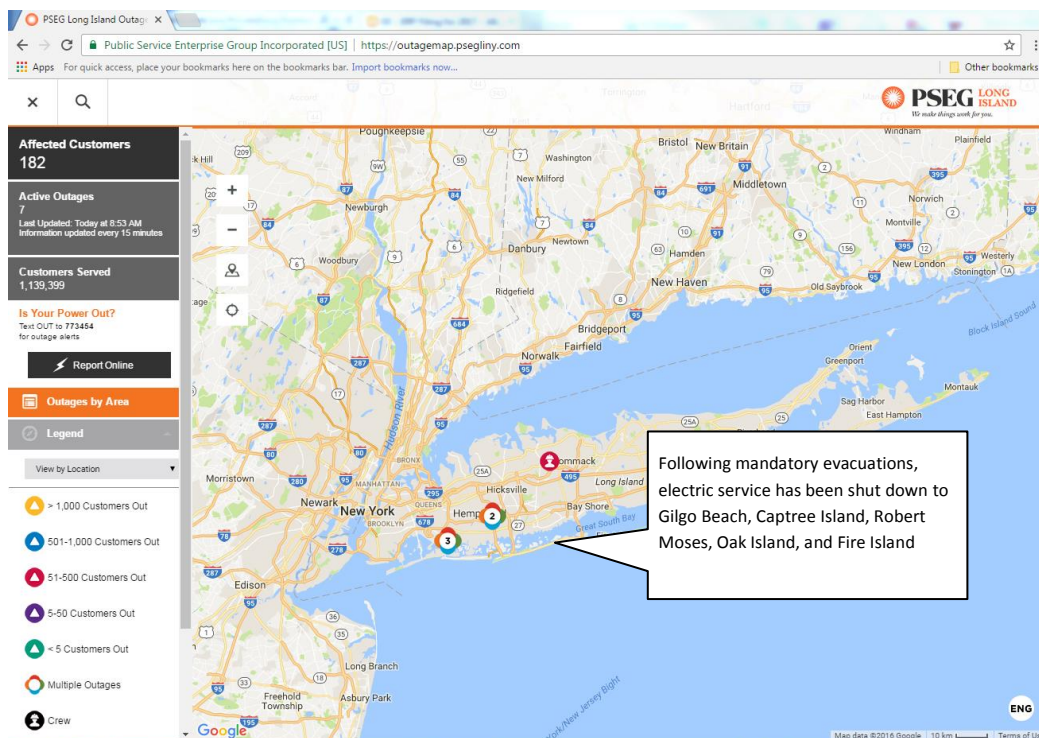 PSEG Long Island Outag
Public Service Enterprise Group Incorporated [US] | https://outagemap.psegliny.com
Apps For quick access, place your bookmarks here on the bookmarks bar. Import bookmarks now...
Other bookmarks
PSEG LONG ISLAND
We make things work for you.
Affected Customers
182
Active Outages
7
Last Updated: Today at 8:53 AM
Information updated every 15 minutes
Customers Served
1,139,399
Is Your Power Out?
Text OUT to 773454
for outage alerts
Report Online
Outages by Area
Legend
View by Location
> 1,000 Customers Out
501-1,000 Customers Out
51-500 Customers Out
5-50 Customers Out
< 5 Customers Out
Multiple Outages
Crew
Torrington
Hartford
Poughkeepsie
Bristol
New Britain
Windham
Plainfield
Washington
New Milford
Middletown
Norwich
Newburgh
Montville
Danbury
Newtown
Hamden
Woodbury
New London
Westerly
Stonington
New Haven
Old Saybrook
Ridgefield
Bridgeport
Block Island Sound
Fairfield
Norwalk
Orient
Greenport
Montauk
Sag Harbor
East Hampton
Hudson River
BRONX
ommack
Morristown
MANHATTAN
Hicksville
Long Island
Newark
New York
QUEENS
Hemp
2
Bay Shore
BROOKLYN
Great South Bay
3
Edison
Long Branch
Freehold
Township
Asbury Park
York/New Jersey Bight
Following mandatory evacuations,
electric service has been shut down to
Gilgo Beach, Captree Island, Robert
Moses, Oak Island, and Fire Island
ENG
Google
Map data ©2016 Google
10 km
Terms of Us